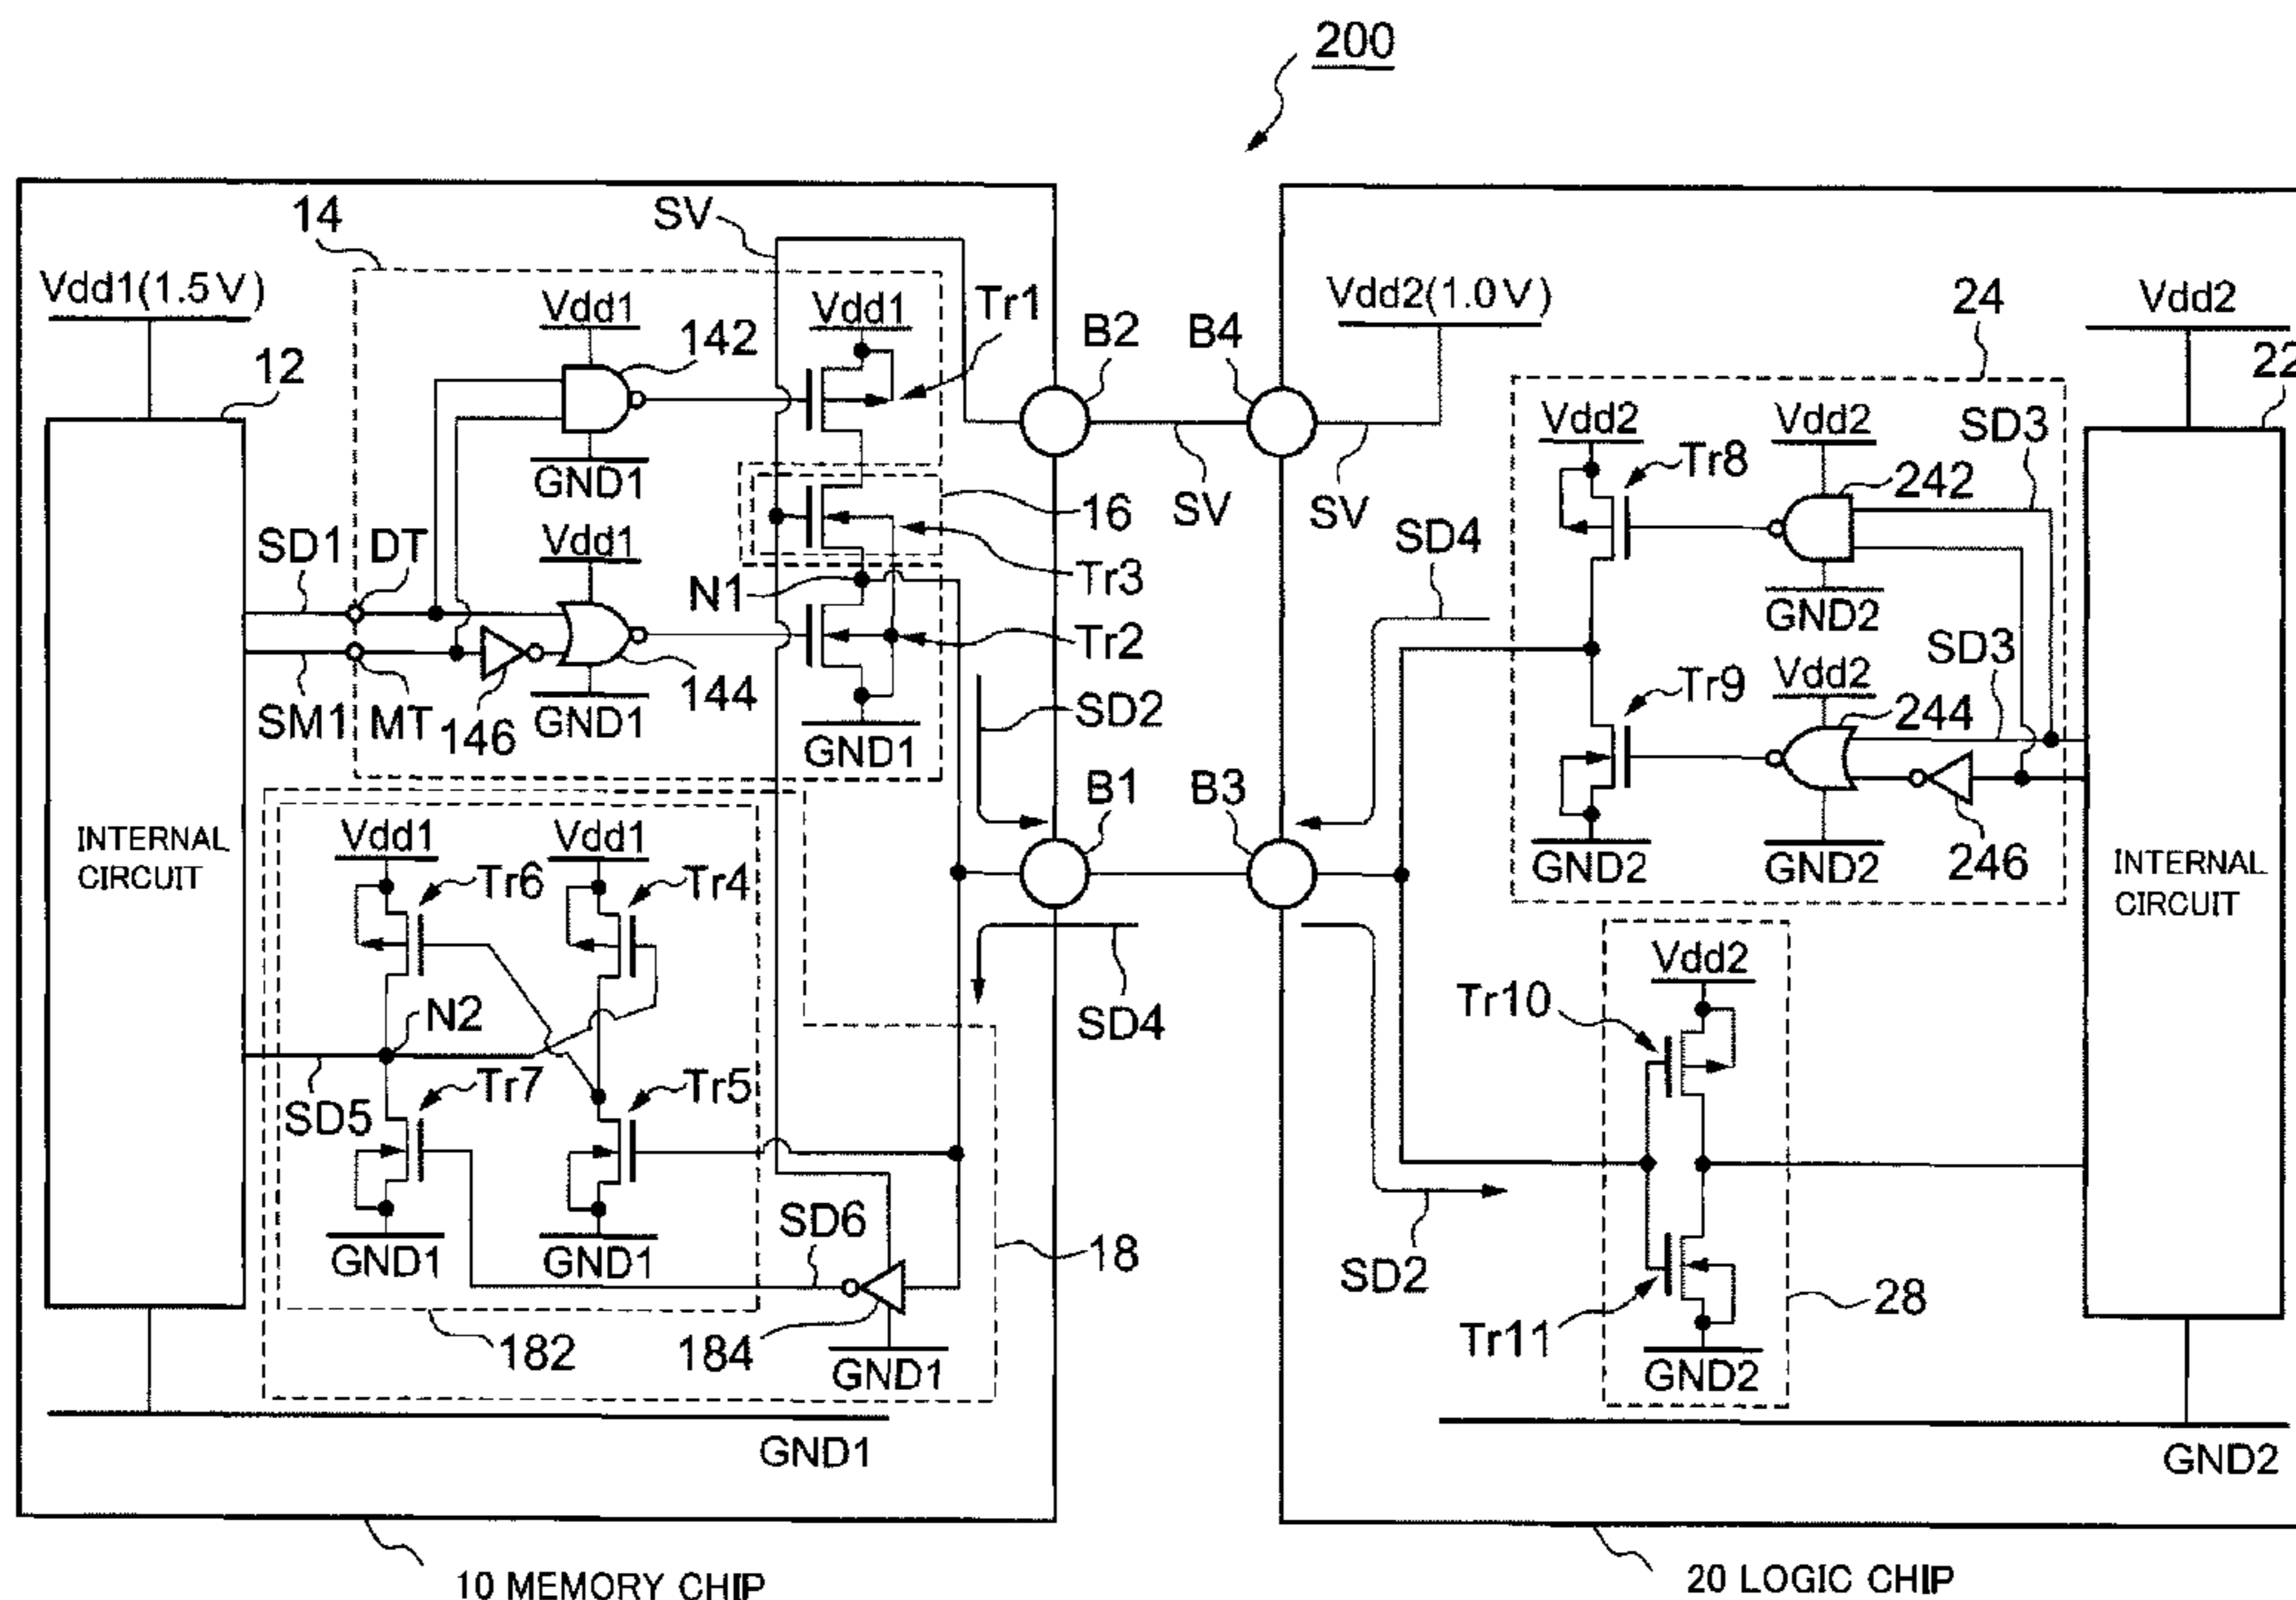 200
14
SV
Vdd1(1.5V)
Vdd1
142
Vdd1
Tr1
B2
B4
Vdd2(1.0V)
24
Vdd2
22
12
GND1
16
SV
SV
Vdd2
Tr8
Vdd2
242
SD3
SD1
DT
Vdd1
N1
Tr3
SD4
GND2
SD3
SM1
MT
146
GND1
144
Tr2
GND1
SD2
Tr9
Vdd2
244
B1
B3
GND2
GND2
246
INTERNAL
CIRCUIT
INTERNAL
CIRCUIT
Vdd1
Tr6
Vdd1
Tr4
N2
SD4
Vdd2
Tr10
SD5
Tr7
Tr5
GND1
GND1
SD6
18
SD2
28
182
184
GND1
Tr11
GND2
GND1
GND2
10 MEMORY CHIP
20 LOGIC CHIP